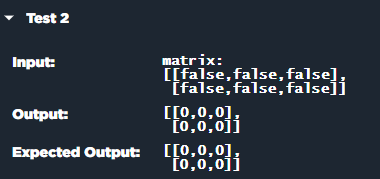 Test 2
Input:
matrix:
[[false,false,false],
[false,false,false]]
Output:
[[0,0,0],
[0,0,0]]
Expected Output:
[[0,0,0],
[0,0,0]]